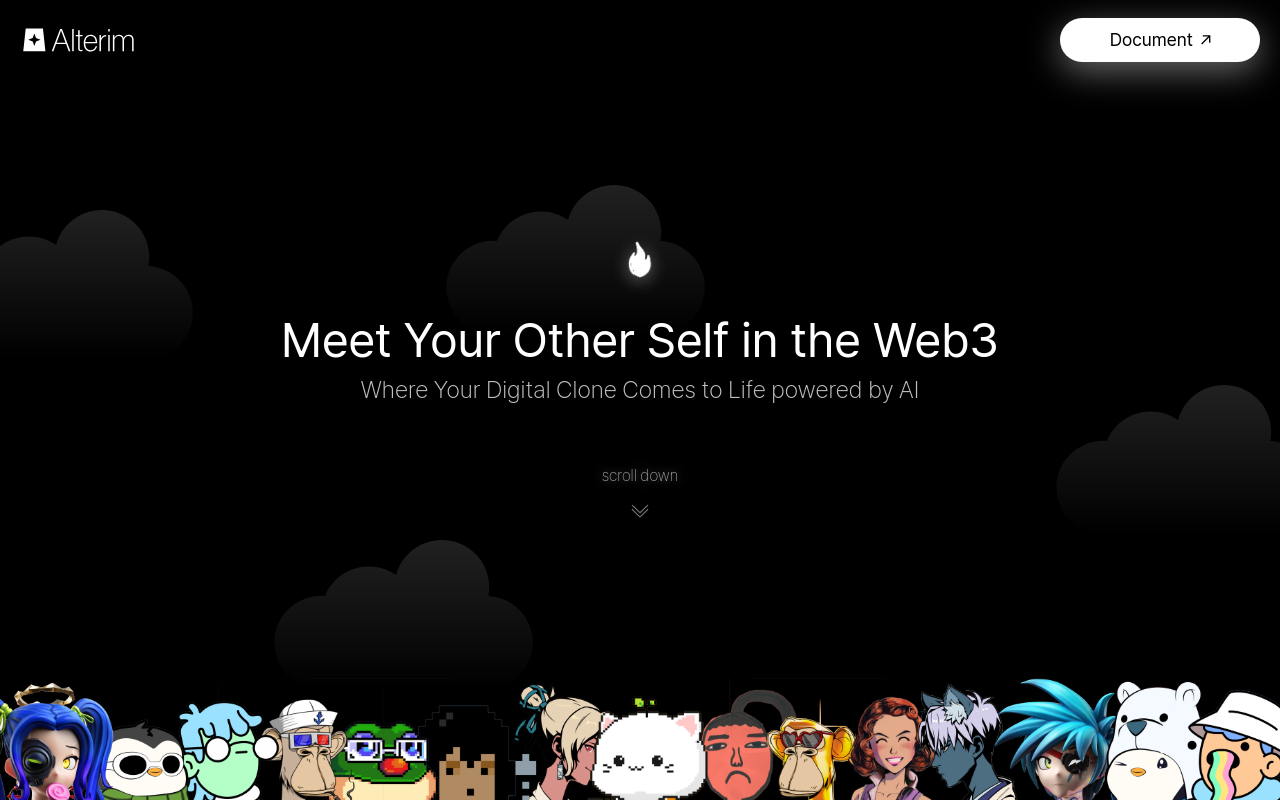 Alterim
Document ↗
Meet Your Other Self in the Web3
Where Your Digital Clone Comes to Life powered by AI
scroll down